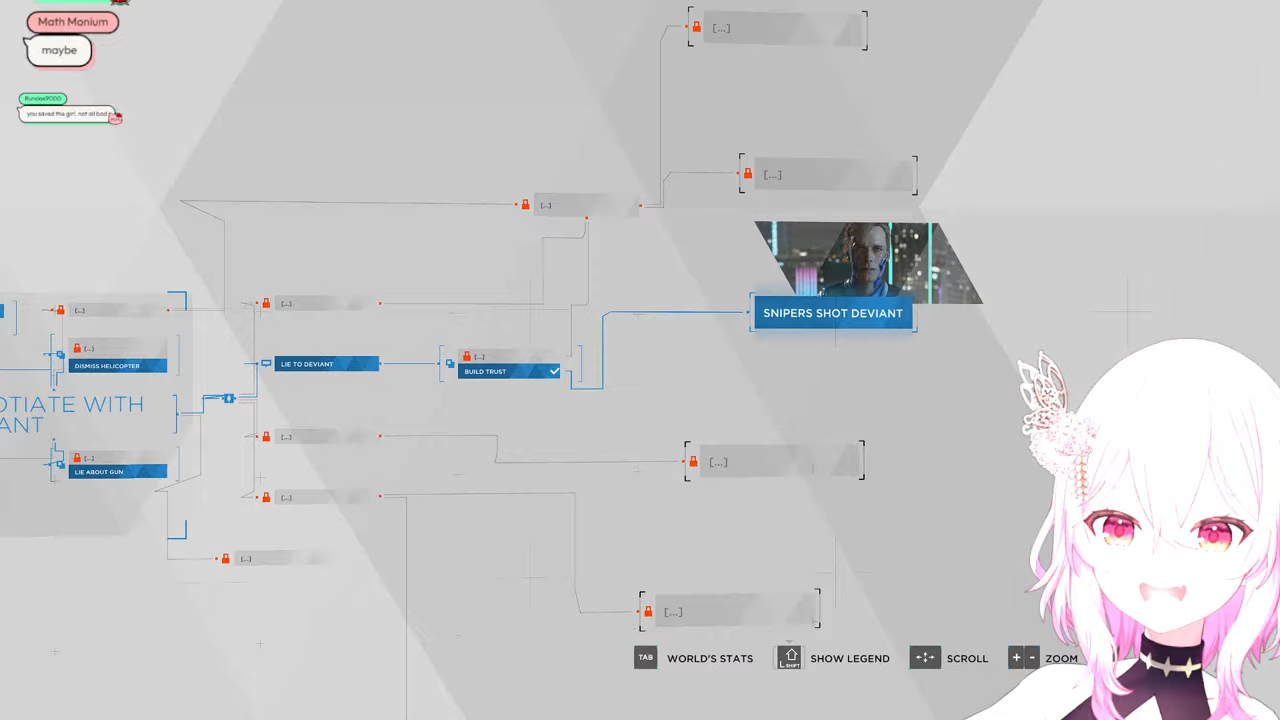 Math Monium
maybe
you saved the girl, not all bad
[...]
[...]
[...]
SNIPERS SHOT DEVIANT
[...]
[...]
[...]
DISMISS HELICOPTER
LIE TO DEVIANT
[...]
BUILD TRUST
OTIATE WITH
ANT
[...]
LIE ABOUT GUN
[...]
[...]
[...]
[...]
[...]
TAB WORLD'S STATS
L SHIFT SHOW LEGEND
SCROLL
+ - ZOOM